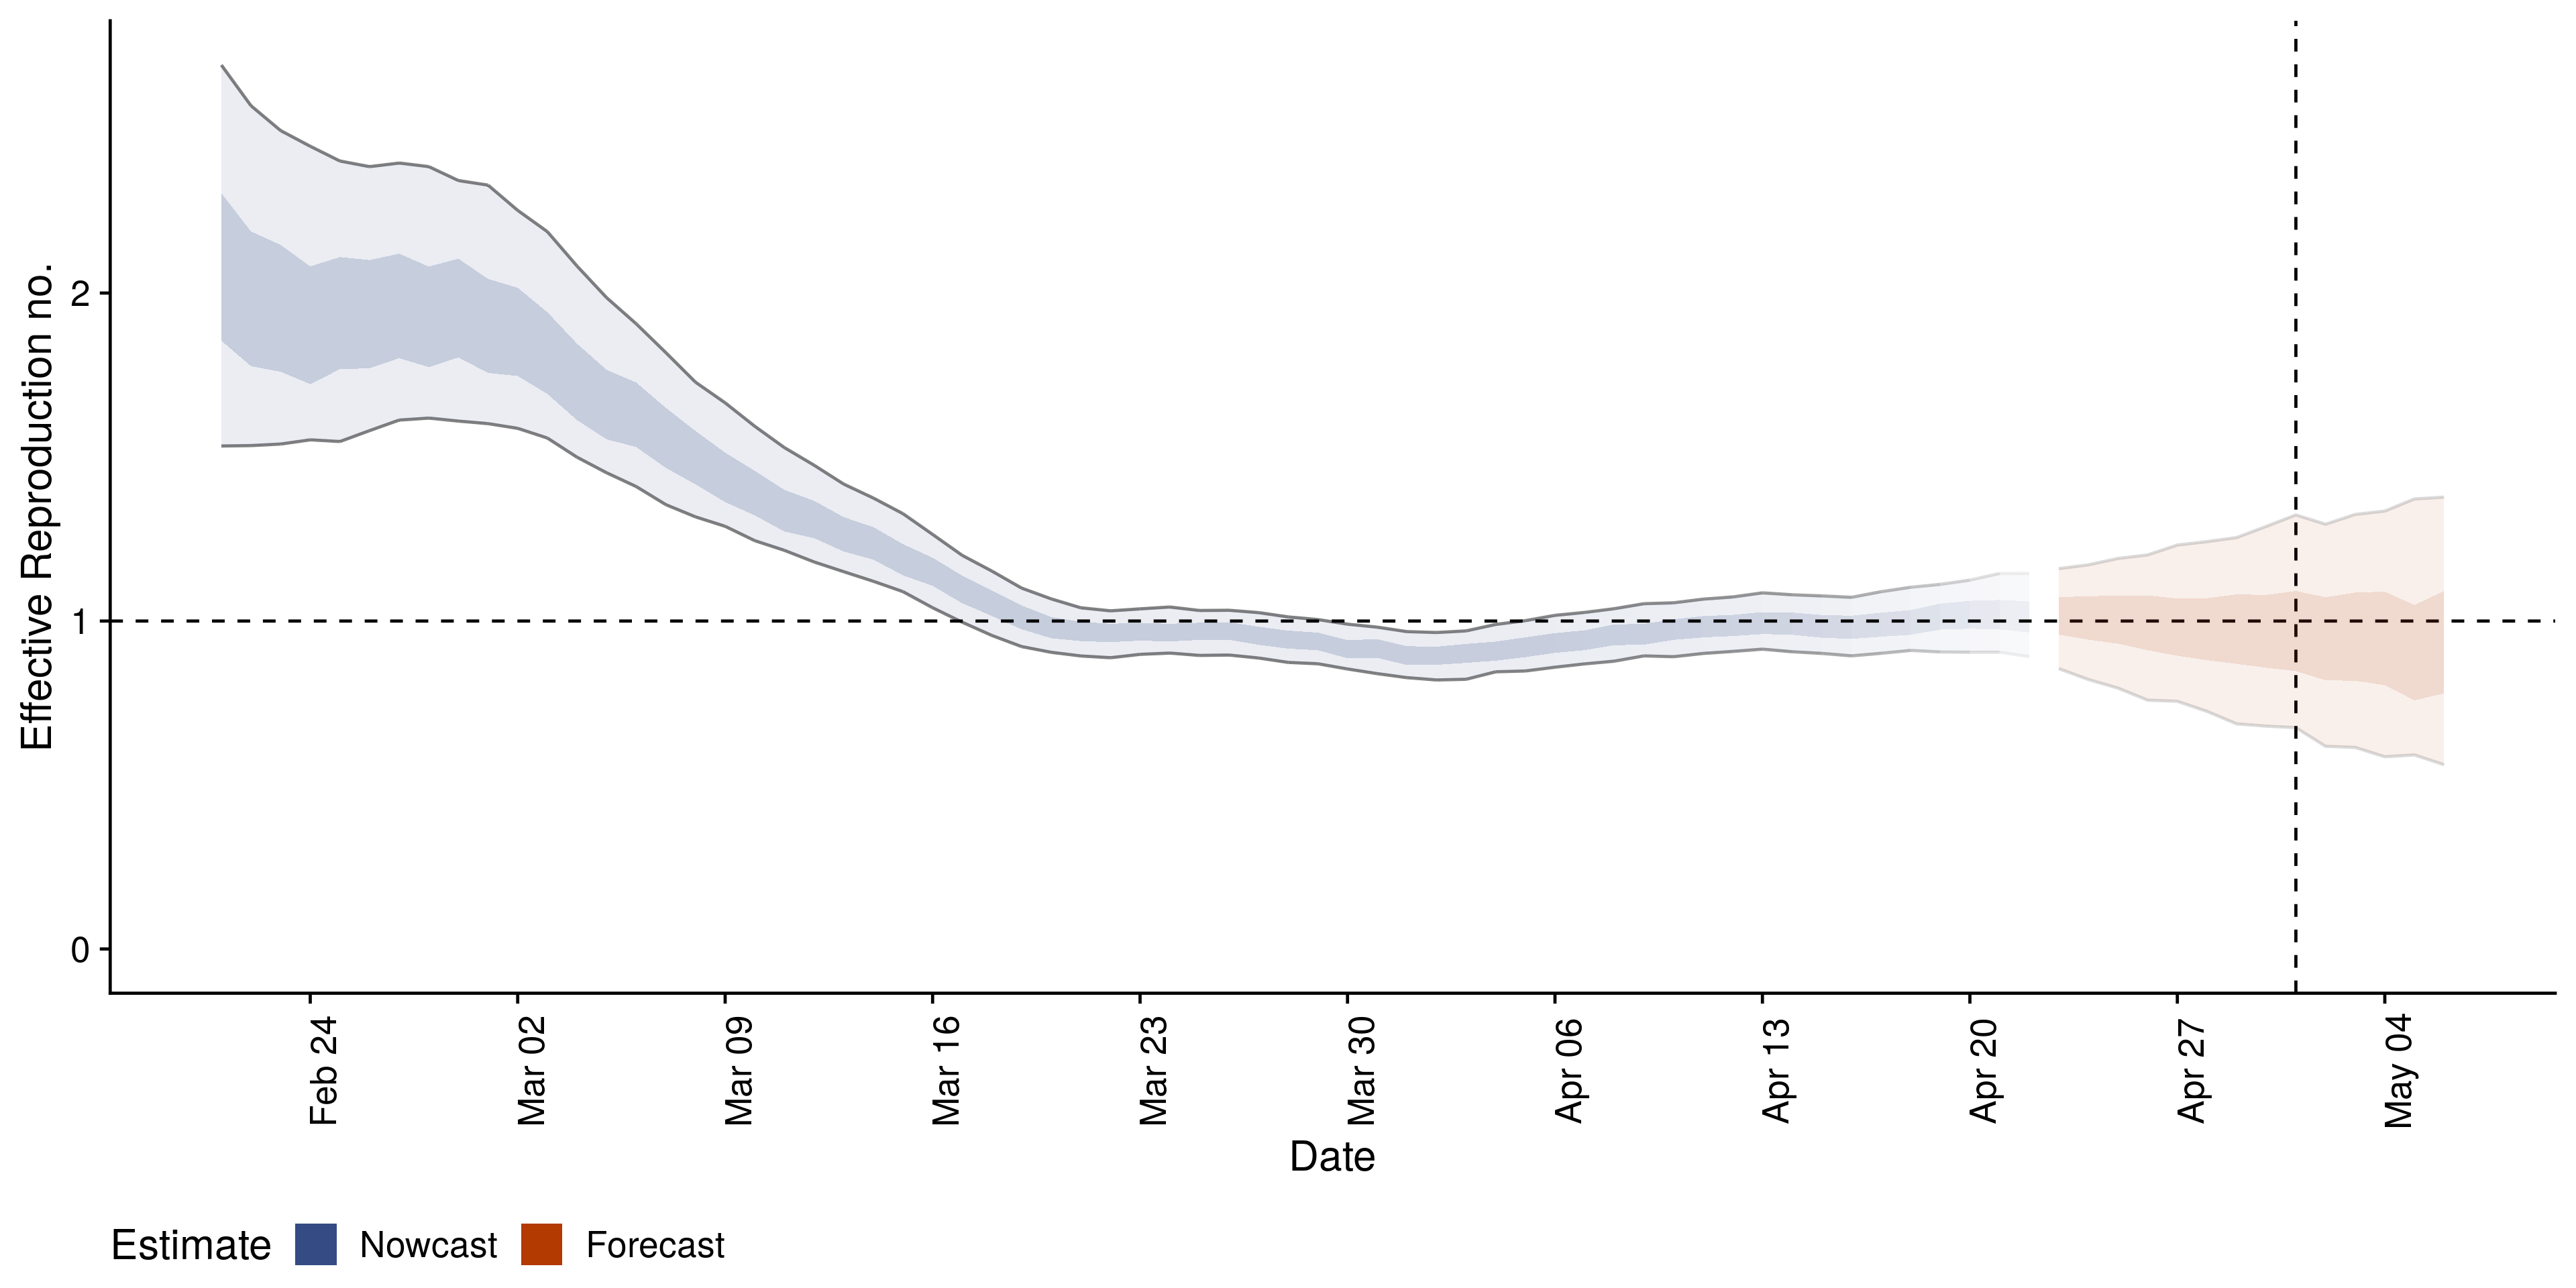 Effective Reproduction no.
2
1
0
Feb 24
Mar 02
Mar 09
Mar 16
Mar 23
Mar 30
Apr 06
Apr 13
Apr 20
Apr 27
May 04
Date
Estimate Nowcast Forecast